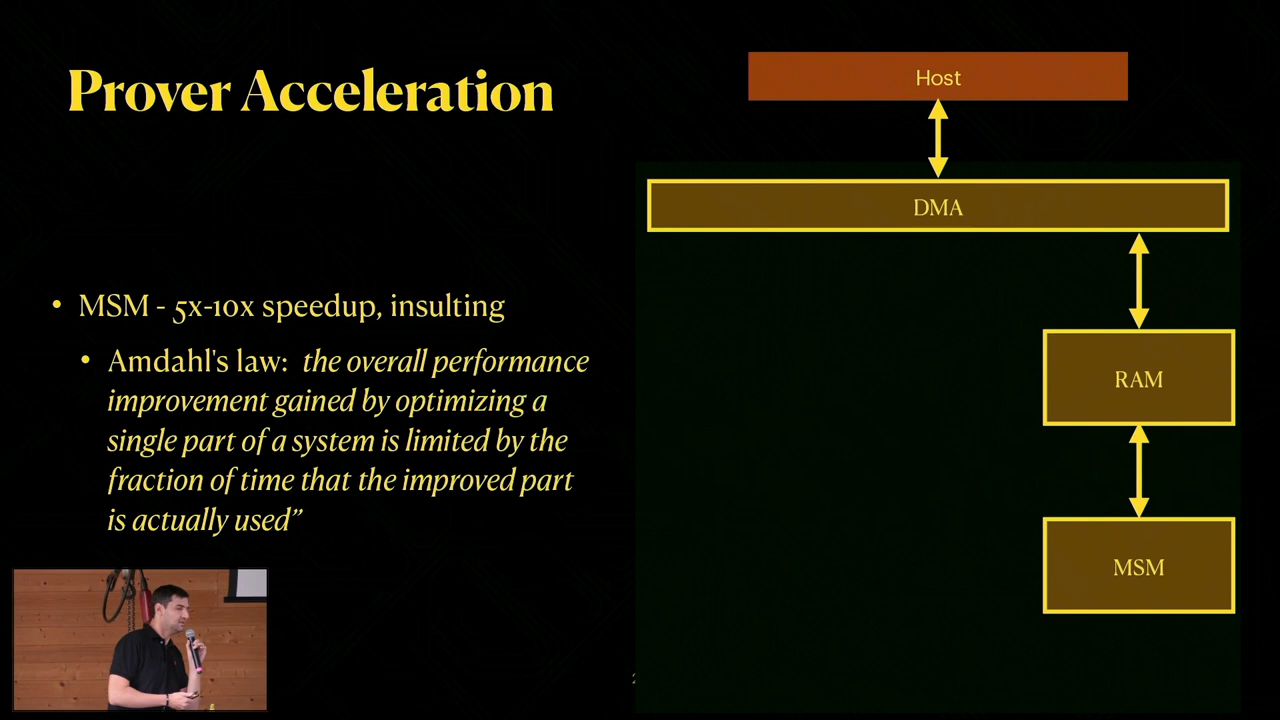 Prover Acceleration
• MSM - 5x-10x speedup, insulting
• Amdahl's law: the overall performance
improvement gained by optimizing a
single part of a system is limited by the
fraction of time that the improved part
is actually used”
Host
DMA
RAM
MSM